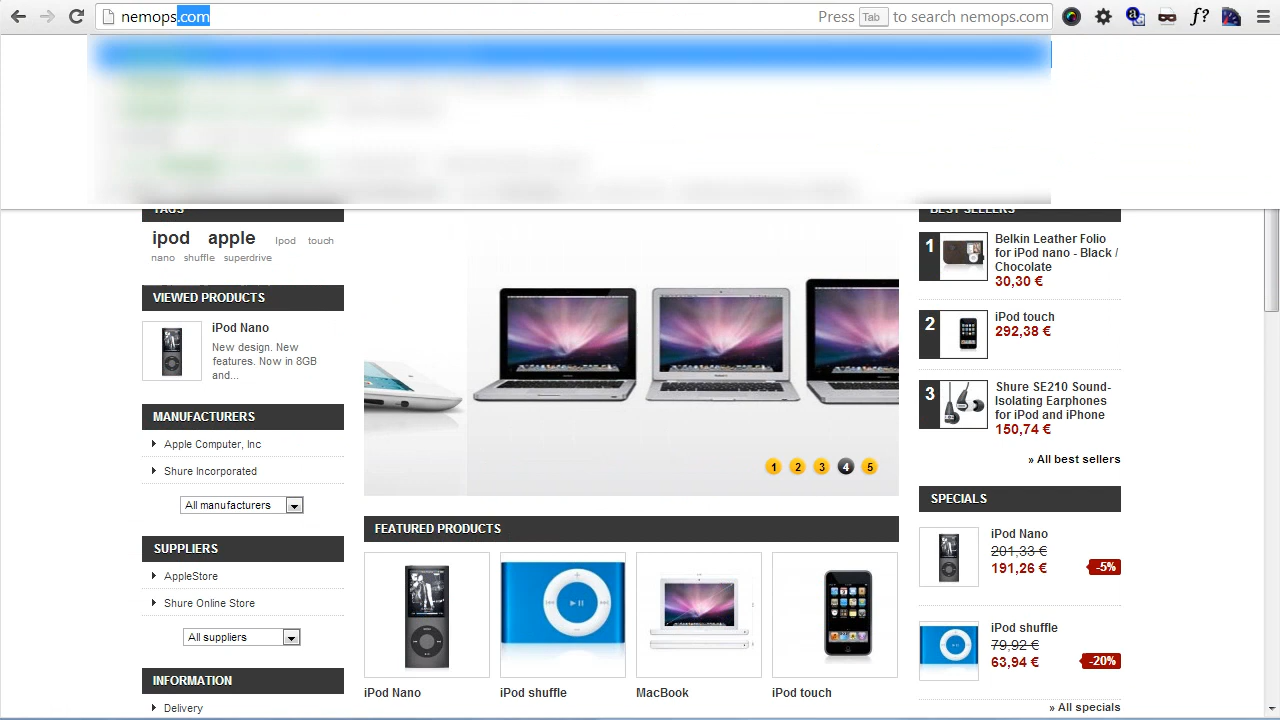 nemops.com
Press Tab to search nemops.com
f?
TAGS
ipod apple Ipod touch
nano shuffle superdrive
VIEWED PRODUCTS
iPod Nano
New design. New
features. Now in 8GB
and...
MANUFACTURERS
Apple Computer, Inc
Shure Incorporated
All manufacturers
SUPPLIERS
AppleStore
Shure Online Store
All suppliers
INFORMATION
Delivery
1 2 3 4 5
FEATURED PRODUCTS
iPod Nano
iPod shuffle
MacBook
iPod touch
BEST SELLERS
1
Belkin Leather Folio
for iPod nano - Black /
Chocolate
30,30 €
2
iPod touch
292,38 €
3
Shure SE210 Sound-
Isolating Earphones
for iPod and iPhone
150,74 €
» All best sellers
SPECIALS
iPod Nano
201,33 €
191,26 €
-5%
iPod shuffle
79,92 €
63,94 €
-20%
» All specials